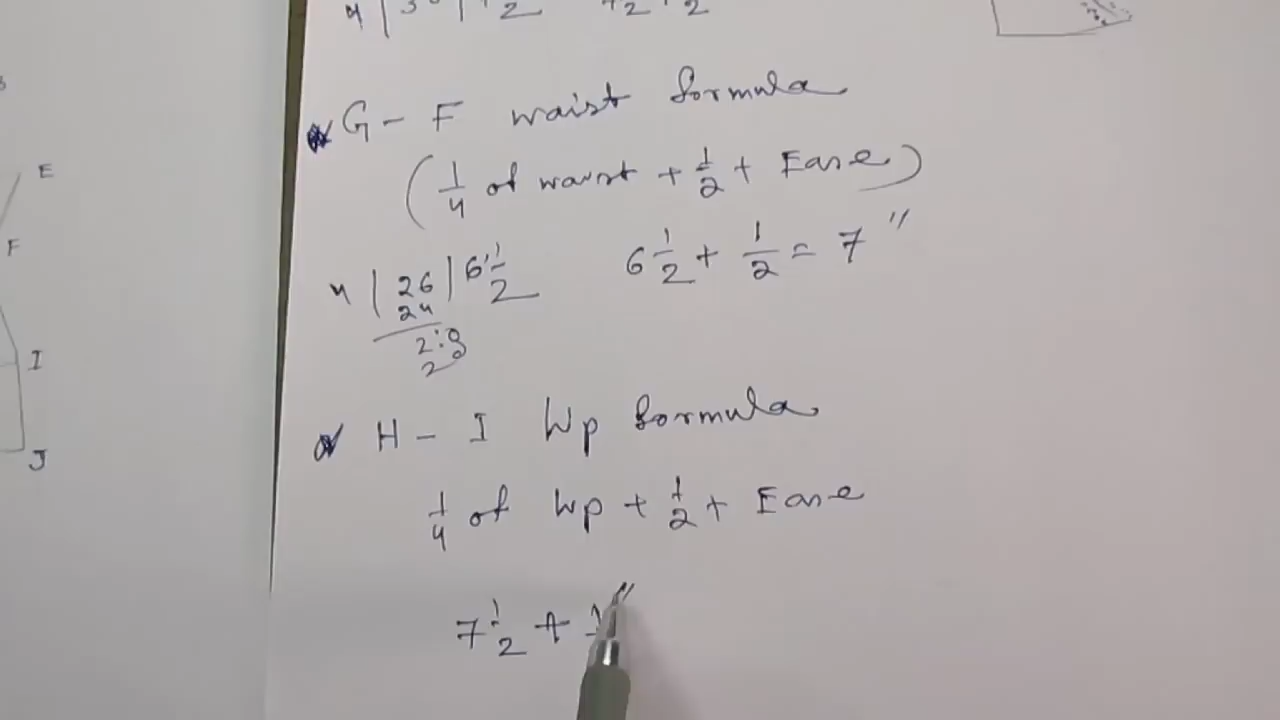 E
F
I
J
G - F waist formula
(1/4 of waist + 1/2 + Ease)
4 | 26 | 6 1/2
24
6 1/2 + 1/2 = 7"
H - I Wp formula
1/4 of Wp + 1/2 + Ease
7 1/2 + 1"